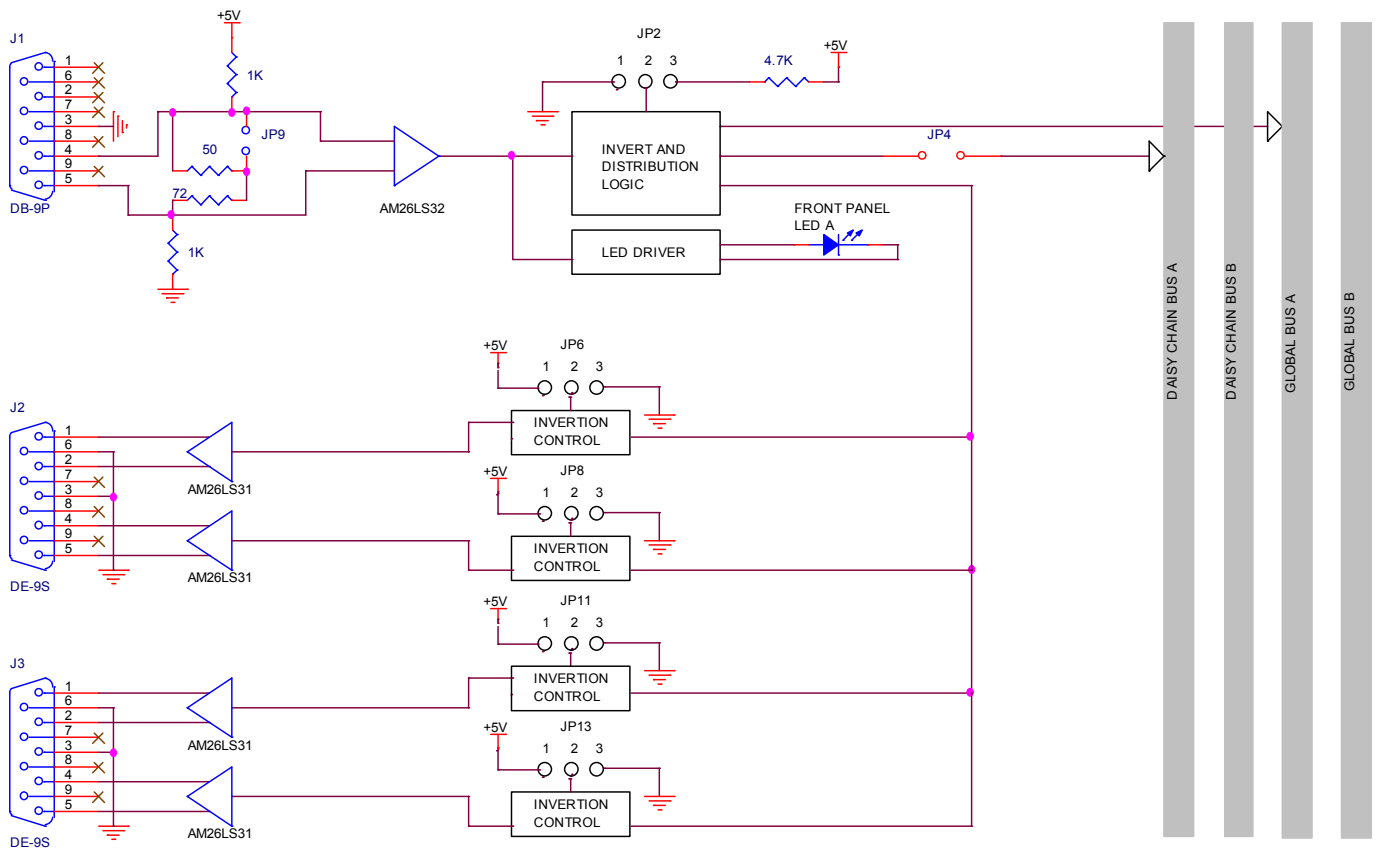 J1
1
6
2
7
3
8
4
9
5
DB-9P
+5V
1K
JP9
50
72
1K
AM26LS32
JP2
1 2 3
4.7K
+5V
INVERT AND
DISTRIBUTION
LOGIC
JP4
LED DRIVER
FRONT PANEL
LED A
DAISY CHAIN BUS A
DAISY CHAIN BUS B
GLOBAL BUS A
GLOBAL BUS B
J2
1
6
2
7
3
8
4
9
5
DE-9S
AM26LS31
AM26LS31
+5V
JP6
1 2 3
INVERTION
CONTROL
+5V
JP8
1 2 3
INVERTION
CONTROL
J3
1
6
2
7
3
8
4
9
5
DE-9S
AM26LS31
AM26LS31
+5V
JP11
1 2 3
INVERTION
CONTROL
+5V
JP13
1 2 3
INVERTION
CONTROL